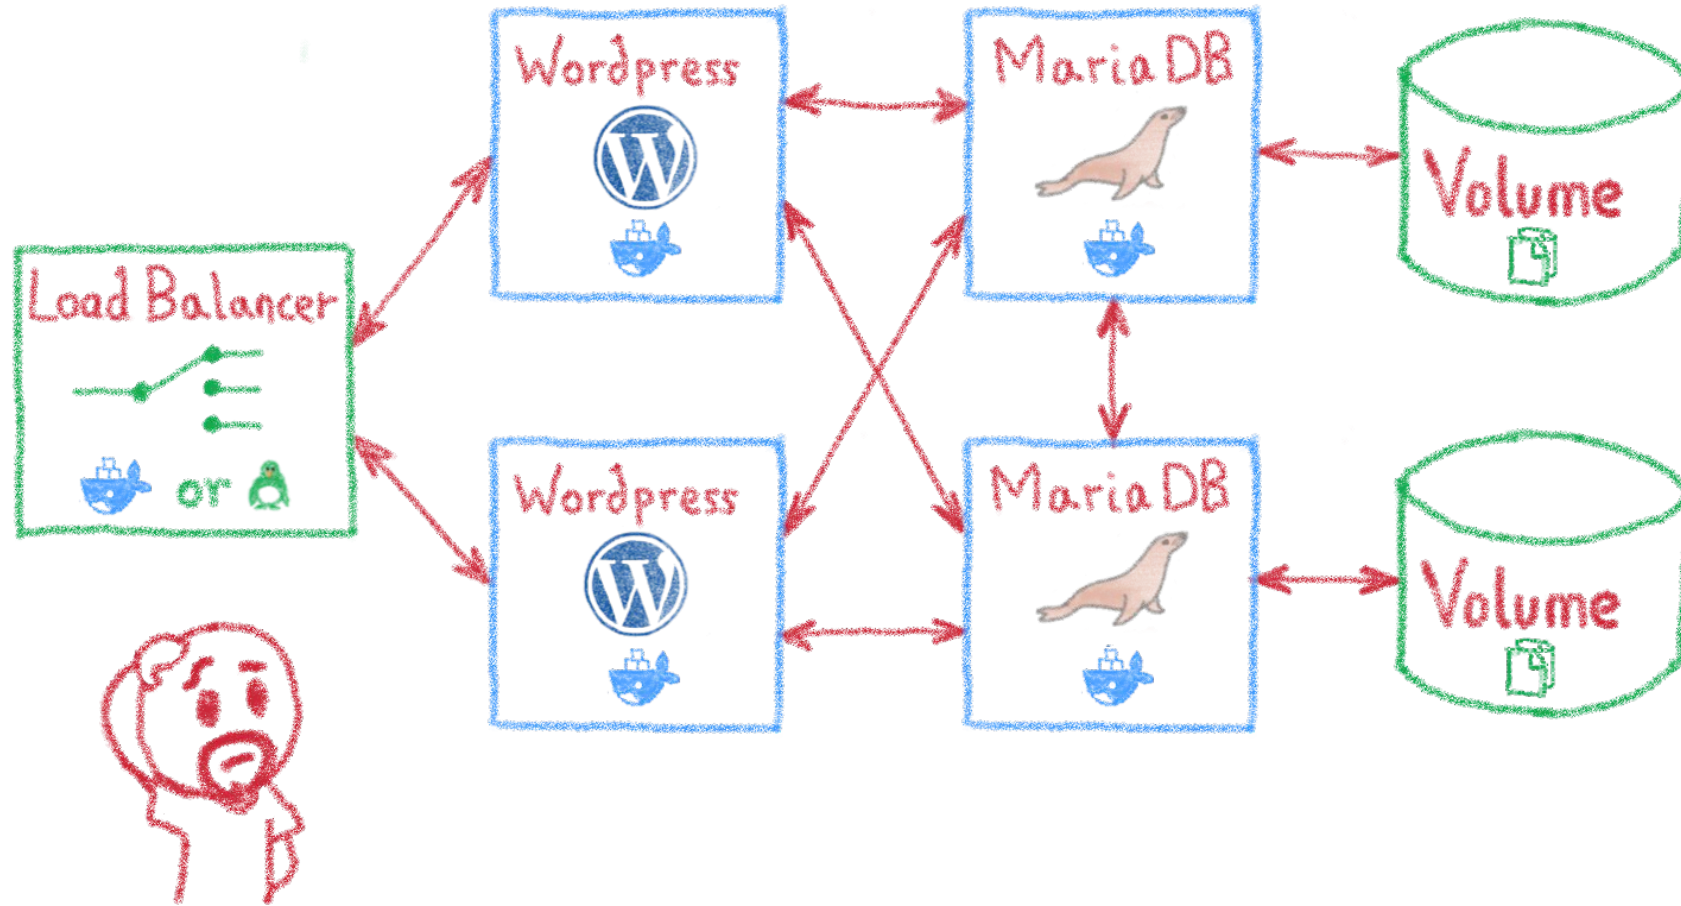 Load Balancer
or
Wordpress
W
Maria DB
Volume
Wordpress
W
Maria DB
Volume